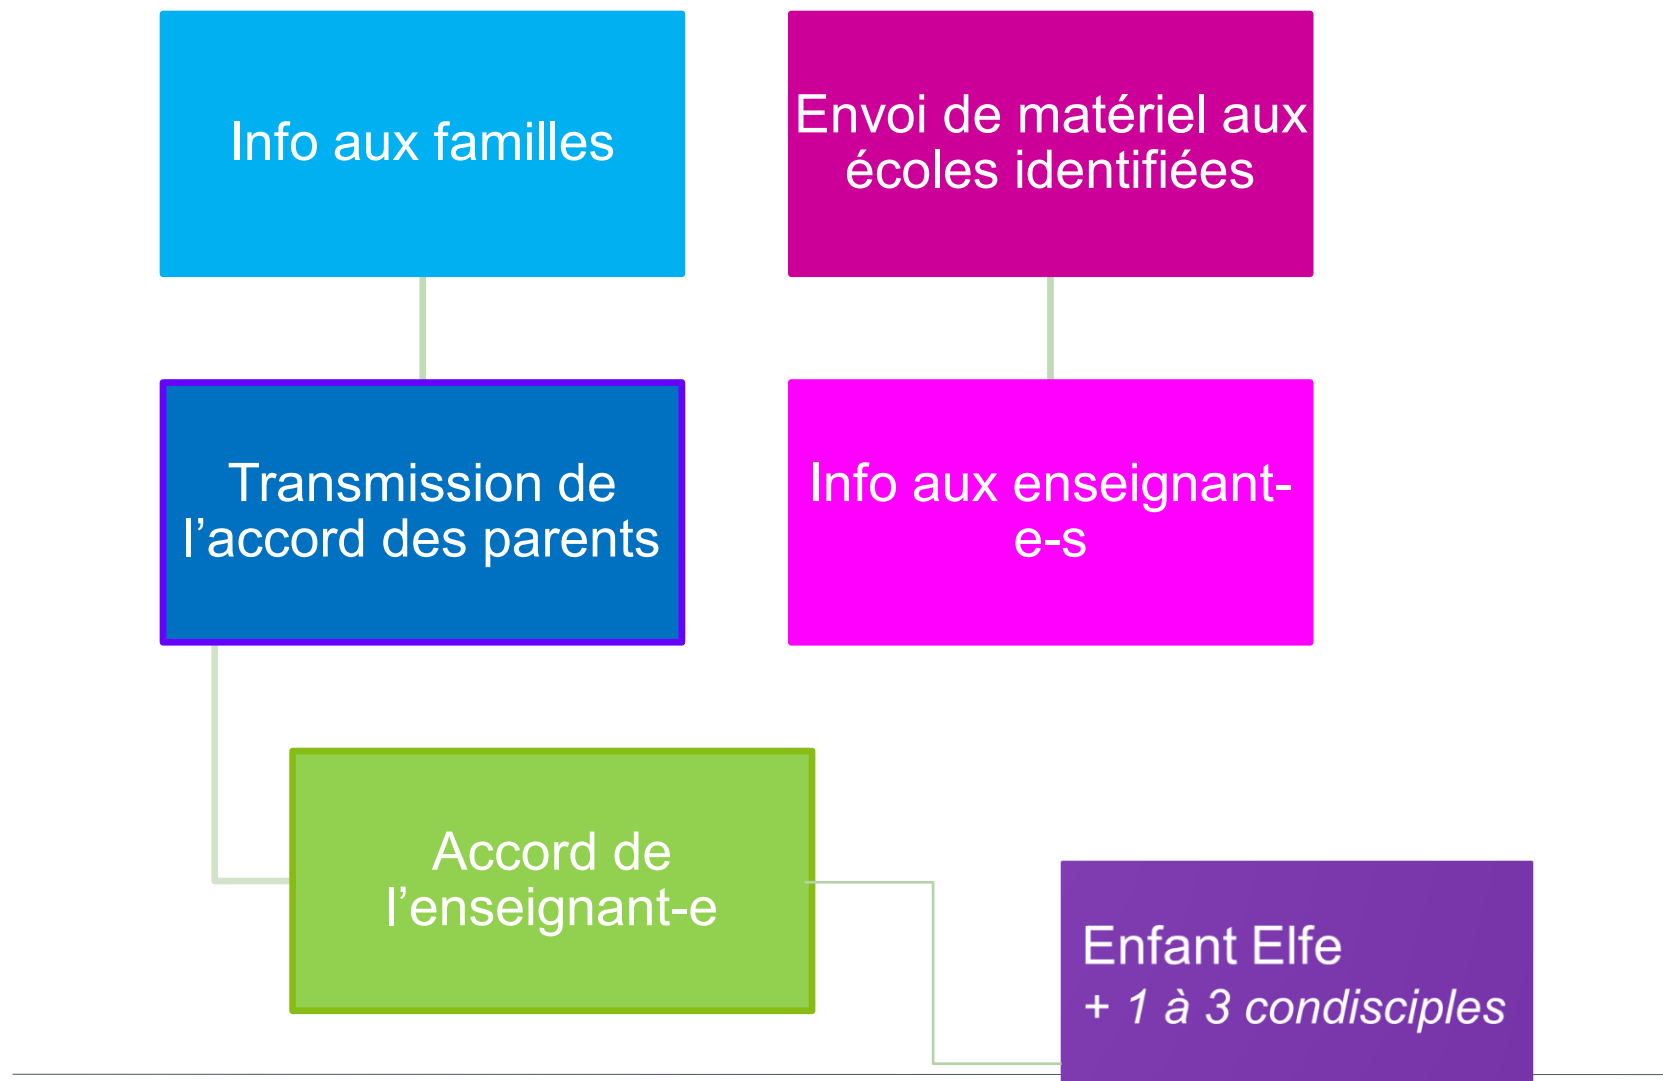 Info aux familles
Envoi de matériel aux
écoles identifiées
Transmission de
l’accord des parents
Info aux enseignant-
e-s
Accord de
l’enseignant-e
Enfant Elfe
+ 1 à 3 condisciples